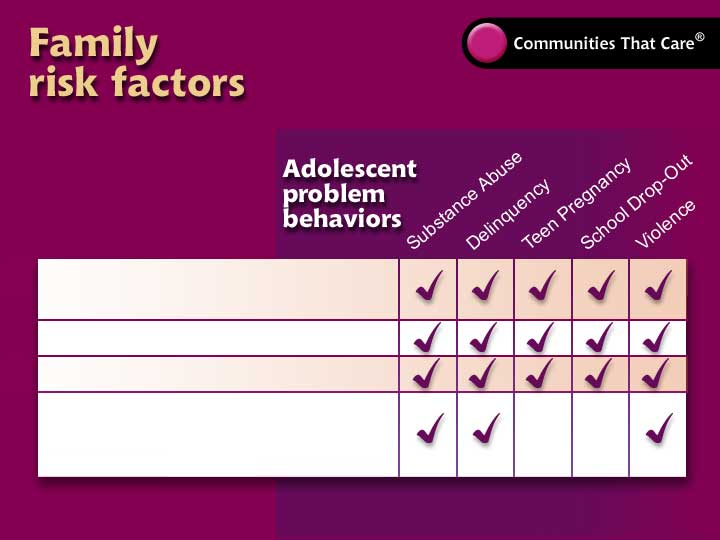 Family
risk factors
Communities That Care®
Adolescent
problem
behaviors
Substance Abuse
Delinquency
Teen Pregnancy
School Drop-Out
Violence